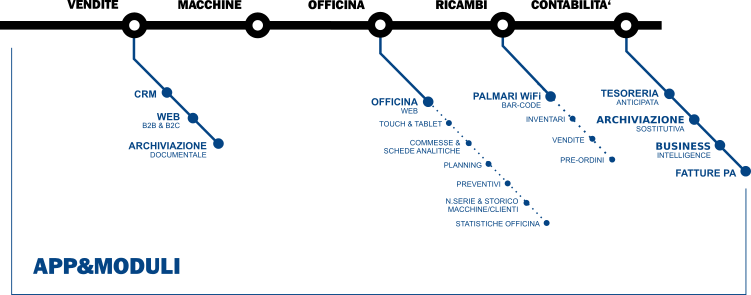 VENDITE
MACCHINE
OFFICINA
RICAMBI
CONTABILITA'
CRM
WEB
B2B & B2C
ARCHIVIAZIONE
DOCUMENTALE
OFFICINA
WEB
TOUCH & TABLET
COMMESSE &
SCHEDE ANALITICHE
PLANNING
PREVENTIVI
N.SERIE & STORICO
MACCHINE/CLIENTI
STATISTICHE OFFICINA
PALMARI WiFi
BAR-CODE
INVENTARI
VENDITE
PRE-ORDINI
TESORERIA
ANTICIPATA
ARCHIVIAZIONE
SOSTITUTIVA
BUSINESS
INTELLIGENCE
FATTURE PA
APP&MODULI